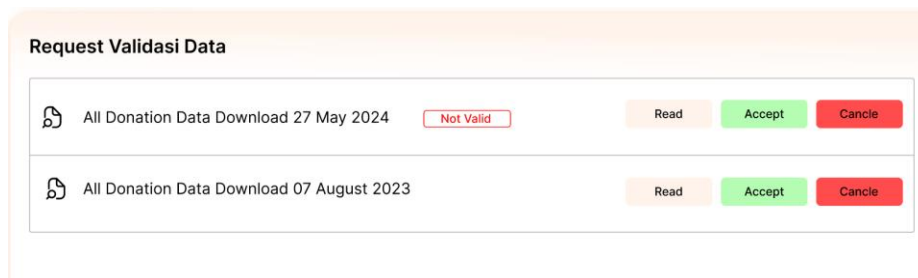 Request Validasi Data
All Donation Data Download 27 May 2024 Not Valid Read Accept Cancle
All Donation Data Download 07 August 2023 Read Accept Cancle